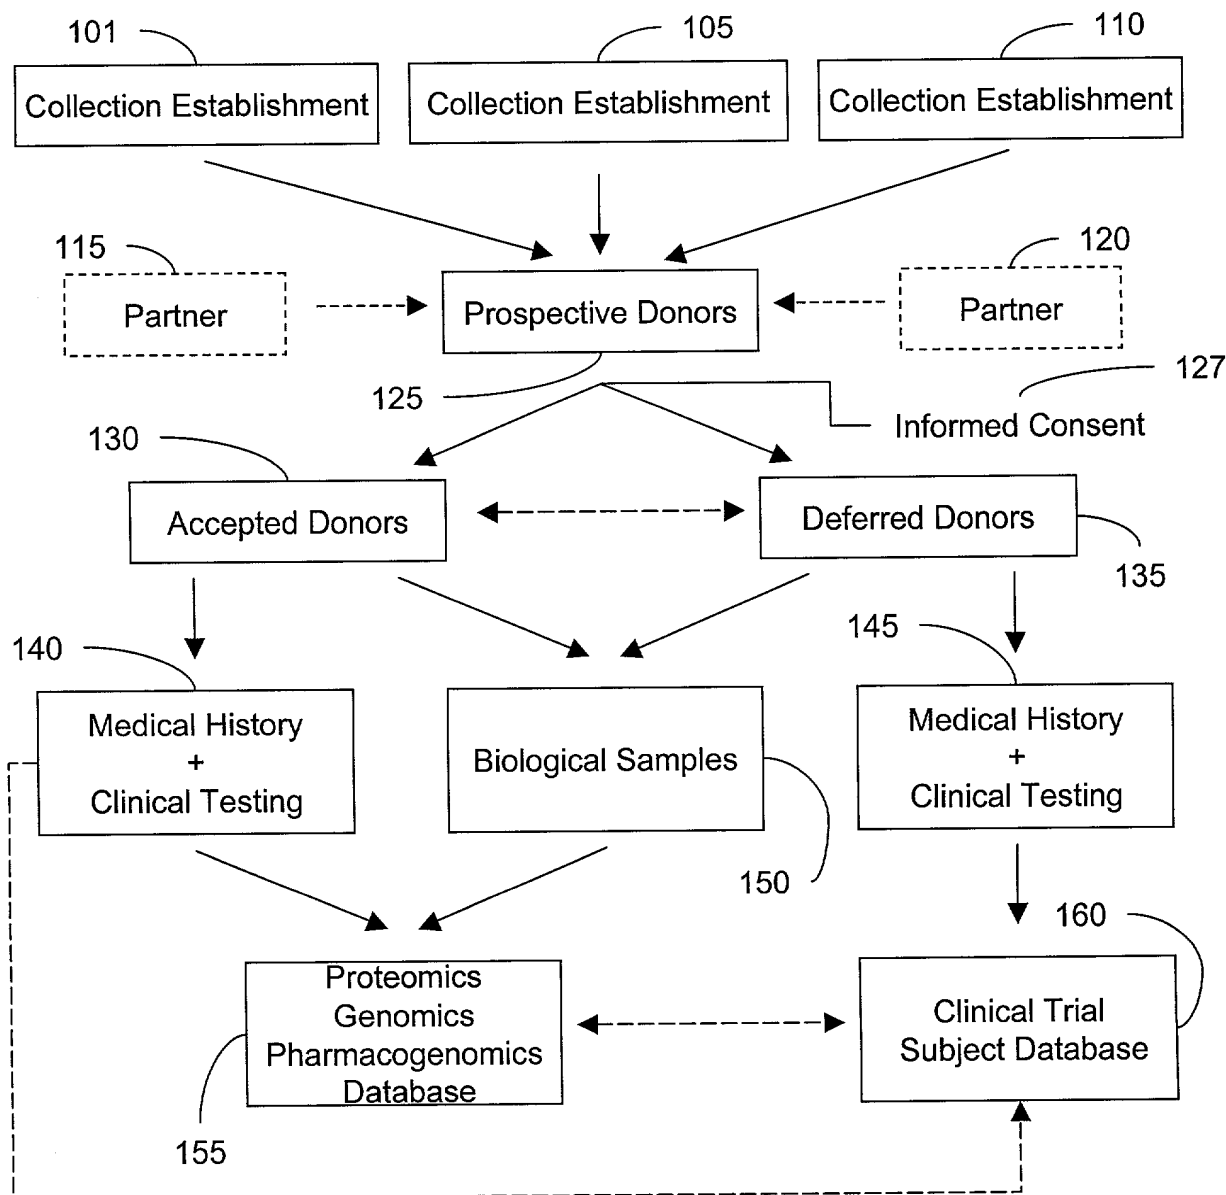 101
105
110
Collection Establishment
Collection Establishment
Collection Establishment
115
120
Partner
Prospective Donors
Partner
125
127
Informed Consent
130
Accepted Donors
Deferred Donors
135
140
145
Medical History
+
Clinical Testing
Biological Samples
Medical History
+
Clinical Testing
150
160
Proteomics
Genomics
Pharmacogenomics
Database
Clinical Trial
Subject Database
155